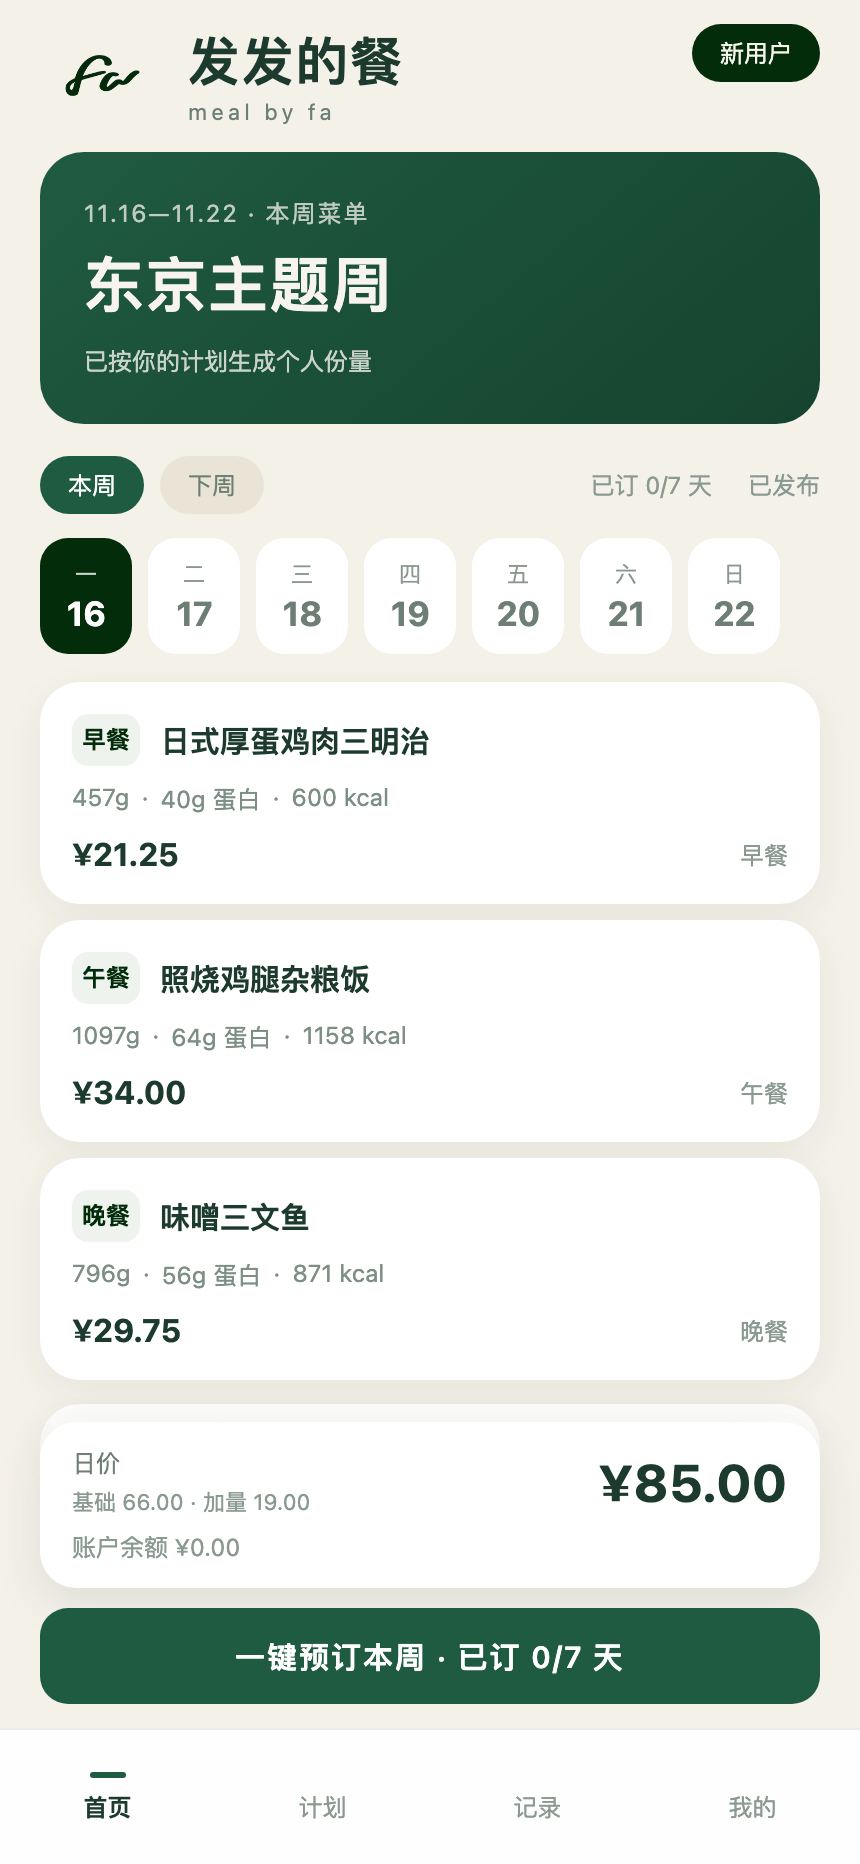 fa
发发的餐
meal by fa
新用户
11.16—11.22 · 本周菜单
东京主题周
已按你的计划生成个人份量
本周 下周 已订 0/7 天 已发布
一 二 三 四 五 六 日
16 17 18 19 20 21 22
早餐 日式厚蛋鸡肉三明治
457g · 40g 蛋白 · 600 kcal
¥21.25 早餐
午餐 照烧鸡腿杂粮饭
1097g · 64g 蛋白 · 1158 kcal
¥34.00 午餐
晚餐 味噌三文鱼
796g · 56g 蛋白 · 871 kcal
¥29.75 晚餐
日价
基础 66.00 · 加量 19.00
¥85.00
账户余额 ¥0.00
一键预订本周 · 已订 0/7 天
首页 计划 记录 我的